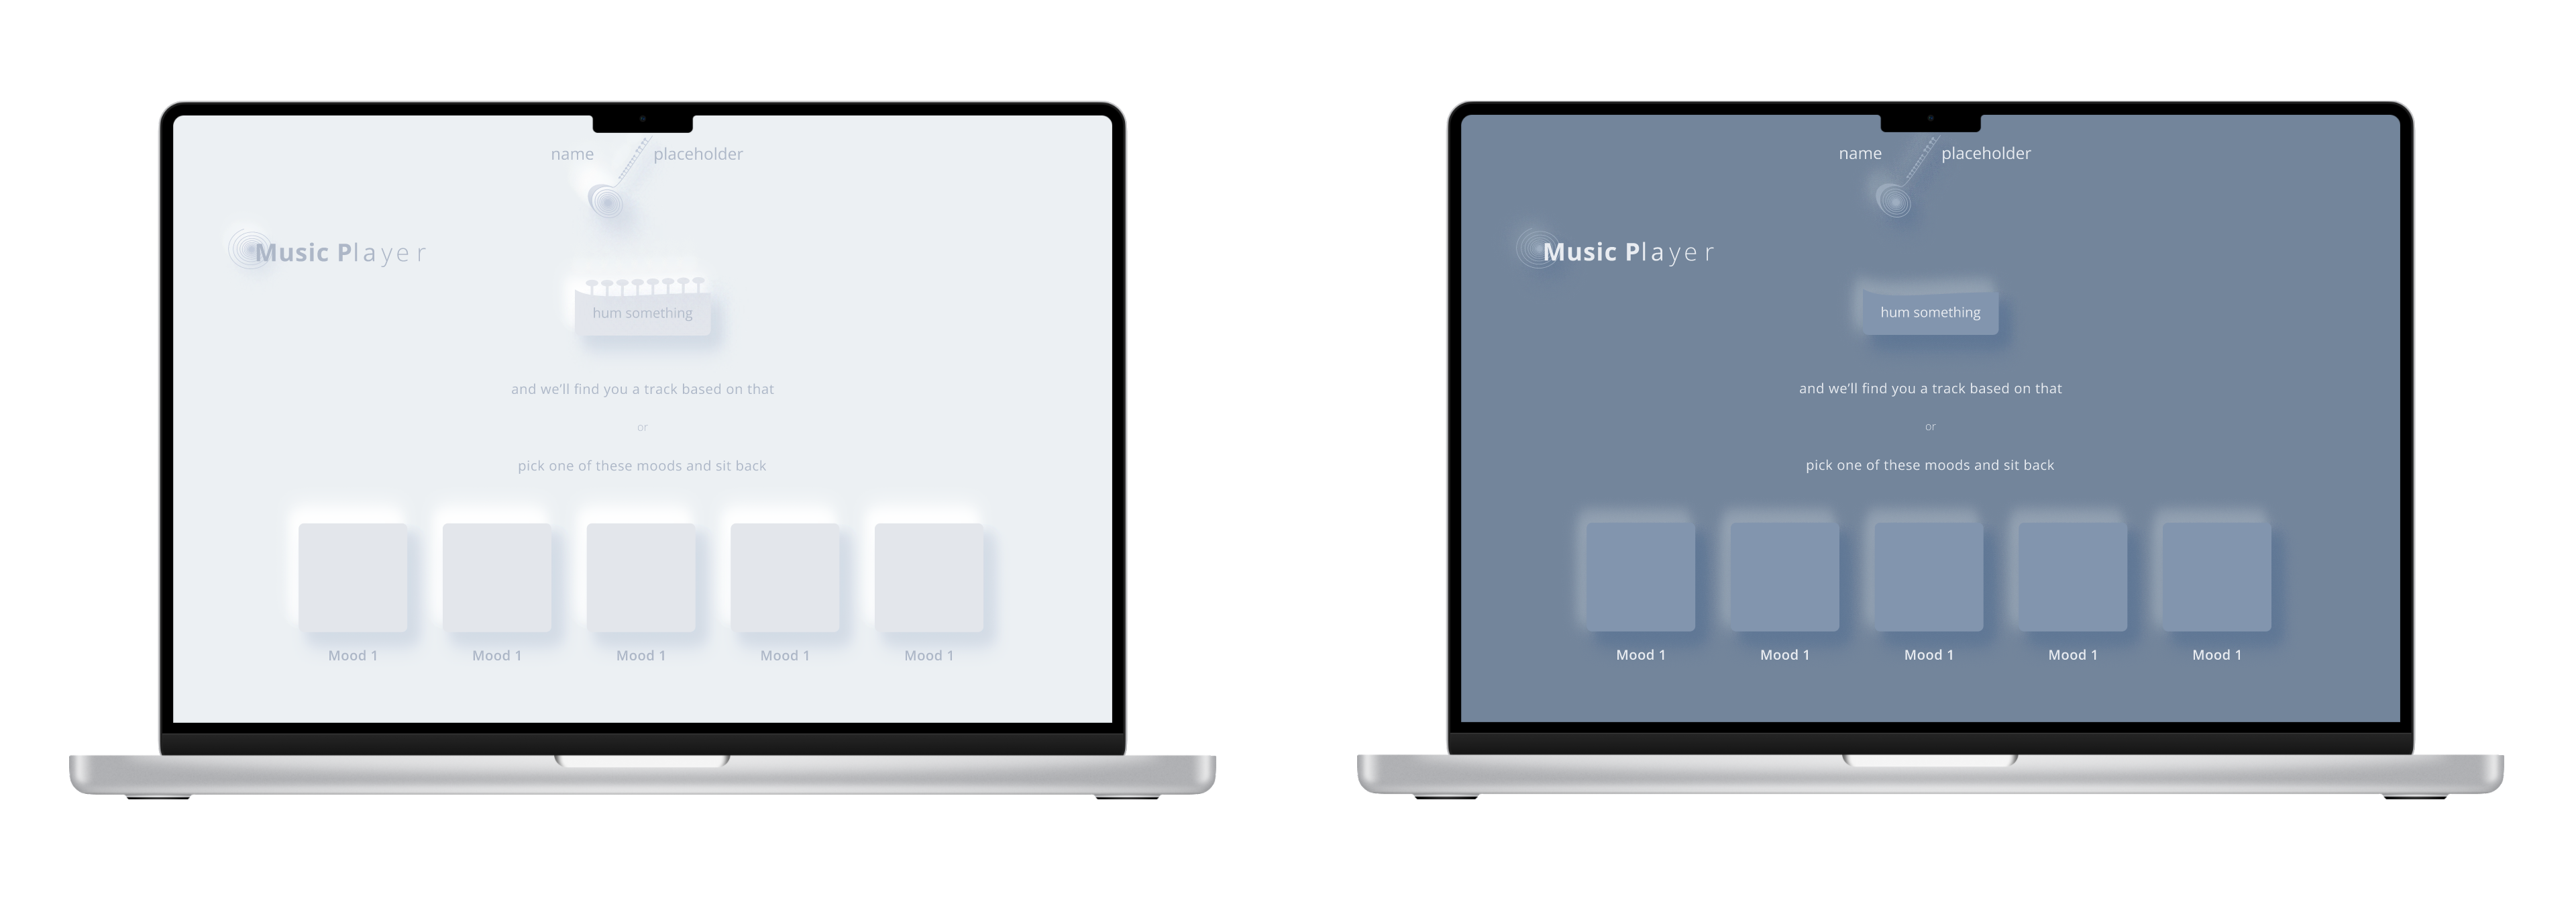 name placeholder
Music Player
hum something
and we'll find you a track based on that
or
pick one of these moods and sit back
Mood 1 Mood 1 Mood 1 Mood 1 Mood 1
name placeholder
Music Player
hum something
and we'll find you a track based on that
or
pick one of these moods and sit back
Mood 1 Mood 1 Mood 1 Mood 1 Mood 1